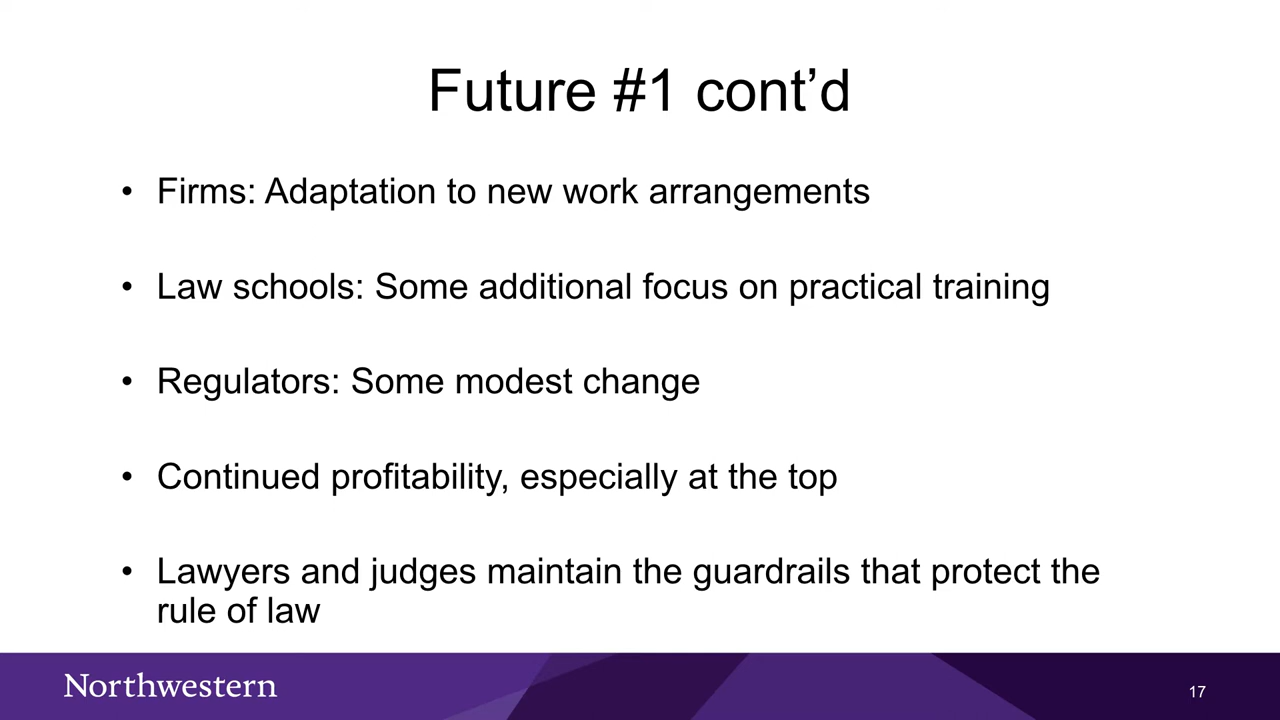 Future #1 cont’d
• Firms: Adaptation to new work arrangements
• Law schools: Some additional focus on practical training
• Regulators: Some modest change
• Continued profitability, especially at the top
• Lawyers and judges maintain the guardrails that protect the
rule of law
Northwestern
17